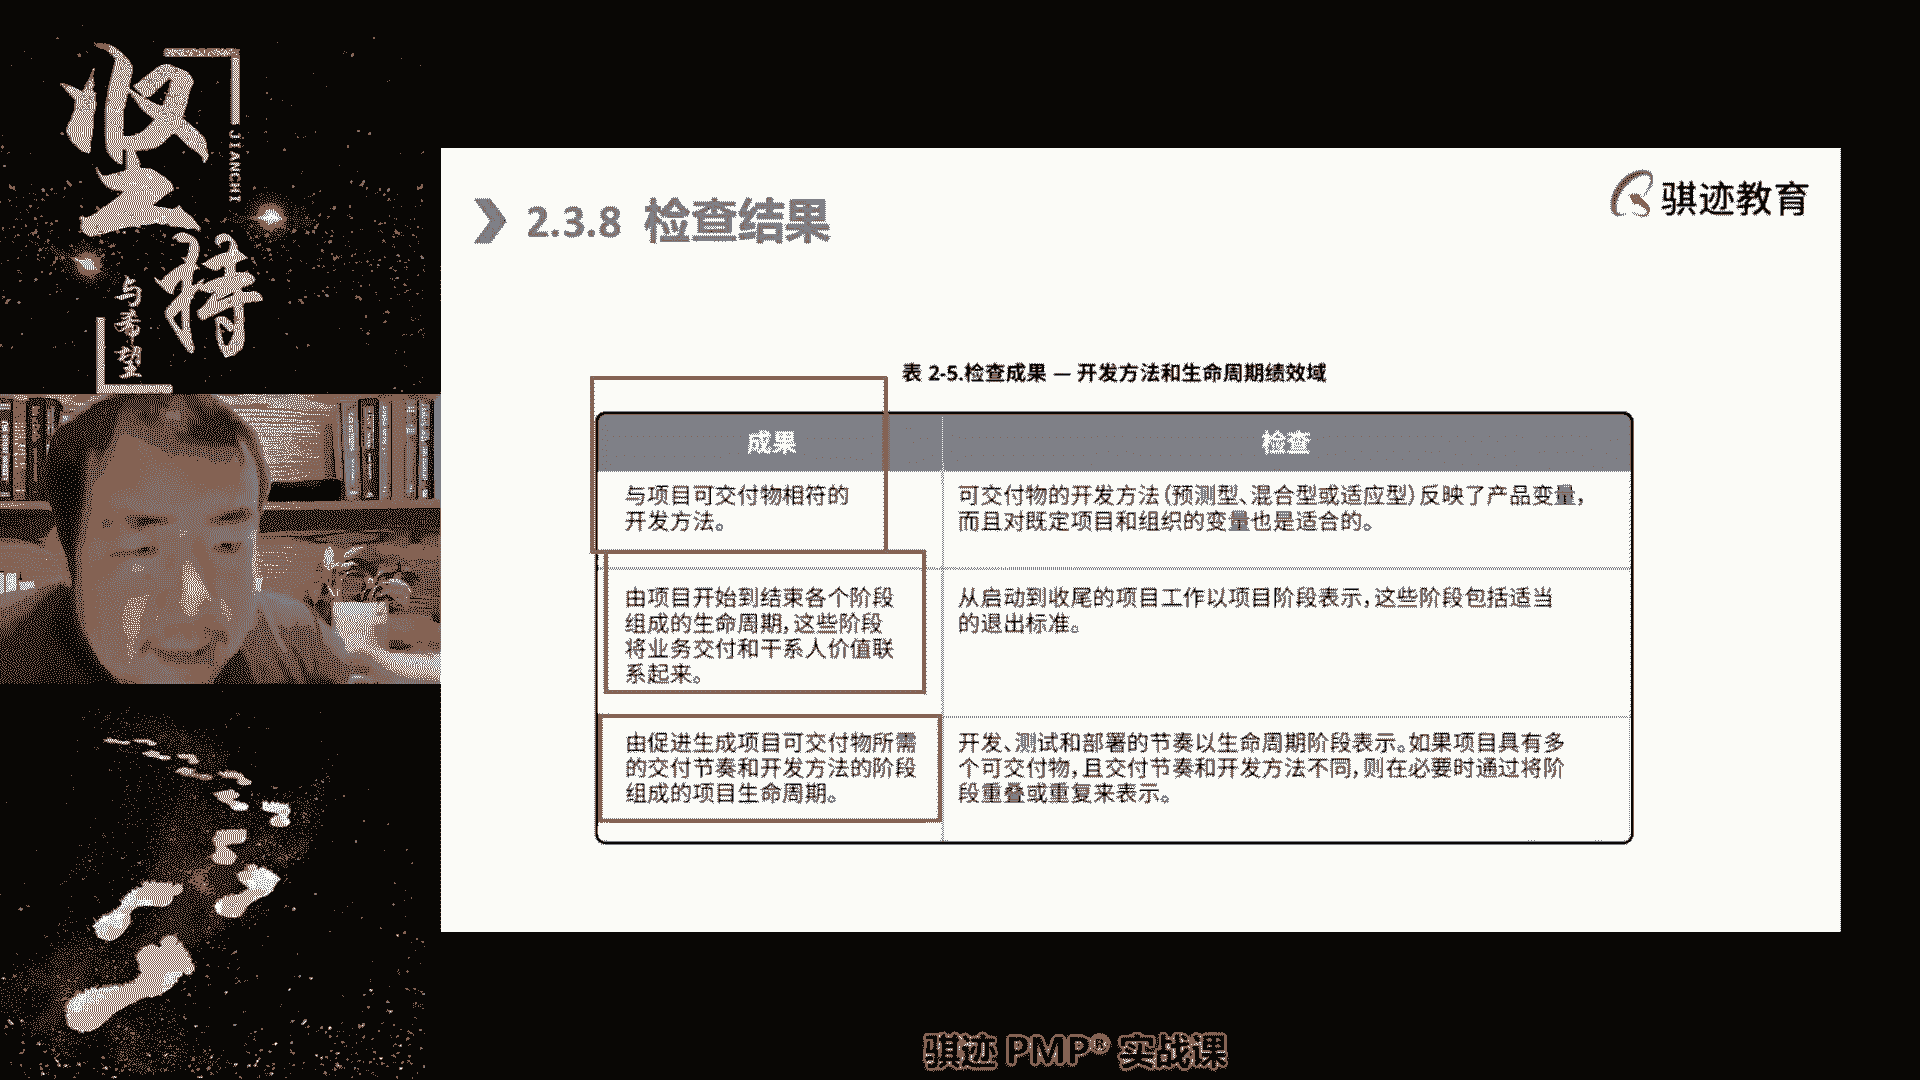 坚持
JIANCHI
与希望
2.3.8 检查结果
骐迹教育
表 2-5.检查成果 — 开发方法和生命周期绩效域
成果
检查
与项目可交付物相符的
开发方法。
可交付物的开发方法(预测型、混合型或适应型)反映了产品变量,
而且对既定项目和组织的变量也是适合的。
由项目开始到结束各个阶段
组成的生命周期,这些阶段
将业务交付和干系人价值联
系起来。
从启动到收尾的项目工作以项目阶段表示,这些阶段包括适当
的退出标准。
由促进生成项目可交付物所需
的交付节奏和开发方法的阶段
组成的项目生命周期。
开发、测试和部署的节奏以生命周期阶段表示。如果项目具有多
个可交付物,且交付节奏和开发方法不同,则在必要时通过将阶
段重叠或重复来表示。
骐迹 PMP® 实战课